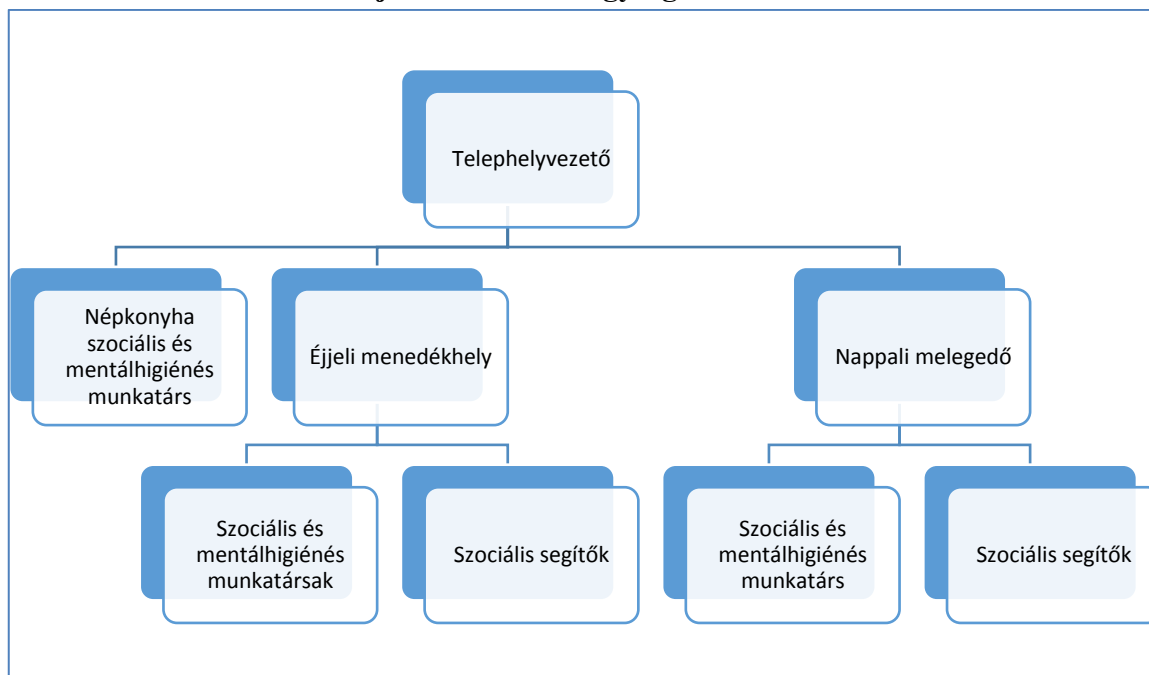 Telephelyvezető
Népkonyha
szociális és
mentálhigiénés
munkatárs
Éjjeli menedékhely
Nappali melegedő
Szociális és
mentálhigiénés
munkatársak
Szociális segítők
Szociális és
mentálhigiénés
munkatárs
Szociális segítők